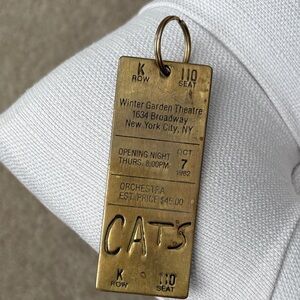 K 110
ROW SEAT
Winter Garden Theatre
1634 Broadway
New York City, NY
OPENING NIGHT OCT
THURS. 8:00PM 7
1982
ORCHESTRA
EST. PRICE $45.00
CATS
K 110
ROW SEAT